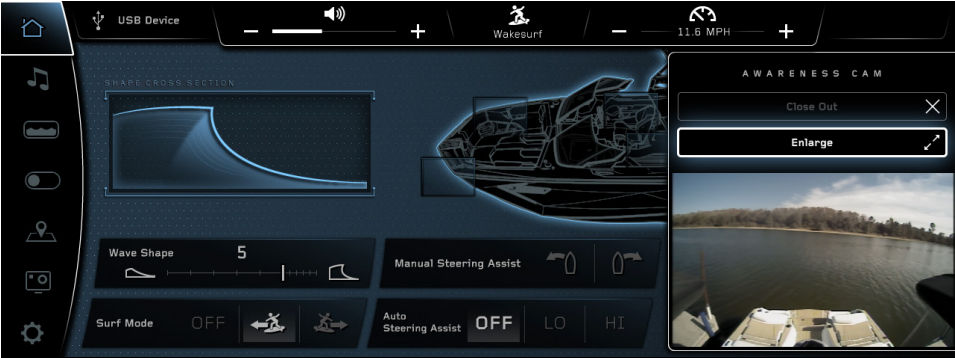 USB Device
Wakesurf
11.6 MPH
SHAPE CROSS SECTION
AWARENESS CAM
Close Out
Enlarge
Wave Shape 5
Manual Steering Assist
Surf Mode OFF
Auto
Steering Assist OFF LO HI